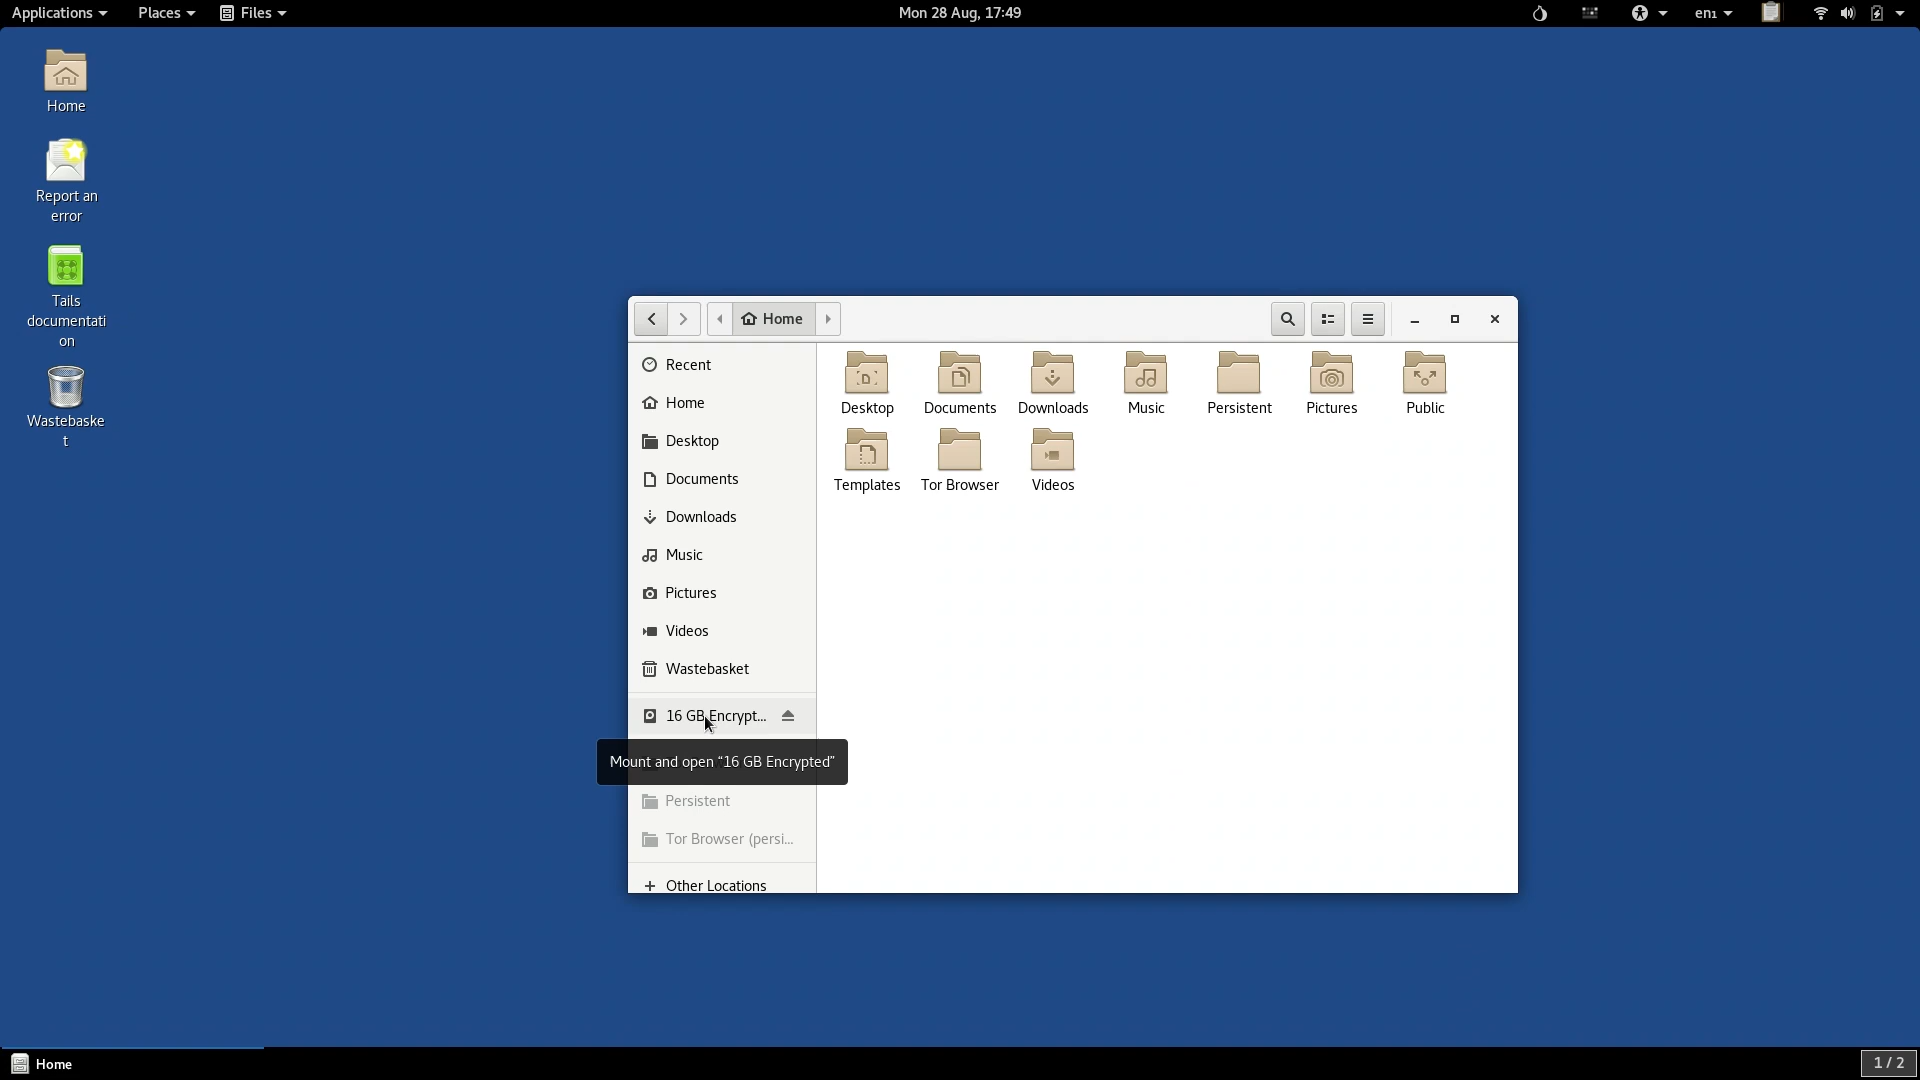 Applications
Places
Files
Mon 28 Aug, 17:49
en₁
Home
Report an
error
Tails
documentati
on
Wastebaske
t
Home
Recent
Home
Desktop
Documents
Downloads
Music
Pictures
Videos
Wastebasket
16 GB Encrypt...
Mount and open “16 GB Encrypted”
Persistent
Tor Browser (persi...
Other Locations
Desktop
Documents
Downloads
Music
Persistent
Pictures
Public
Templates
Tor Browser
Videos
Home
1 / 2